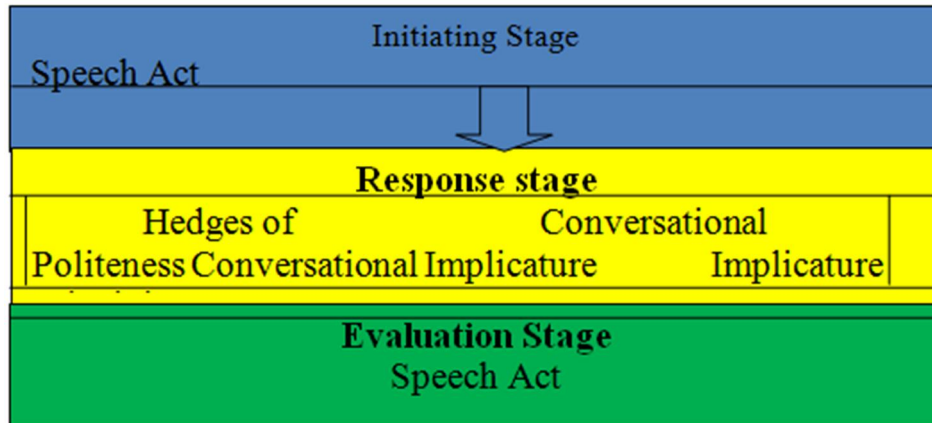 Initiating Stage
Speech Act
Response stage
Hedges of Conversational
Politeness Conversational Implicature Implicature
Evaluation Stage
Speech Act